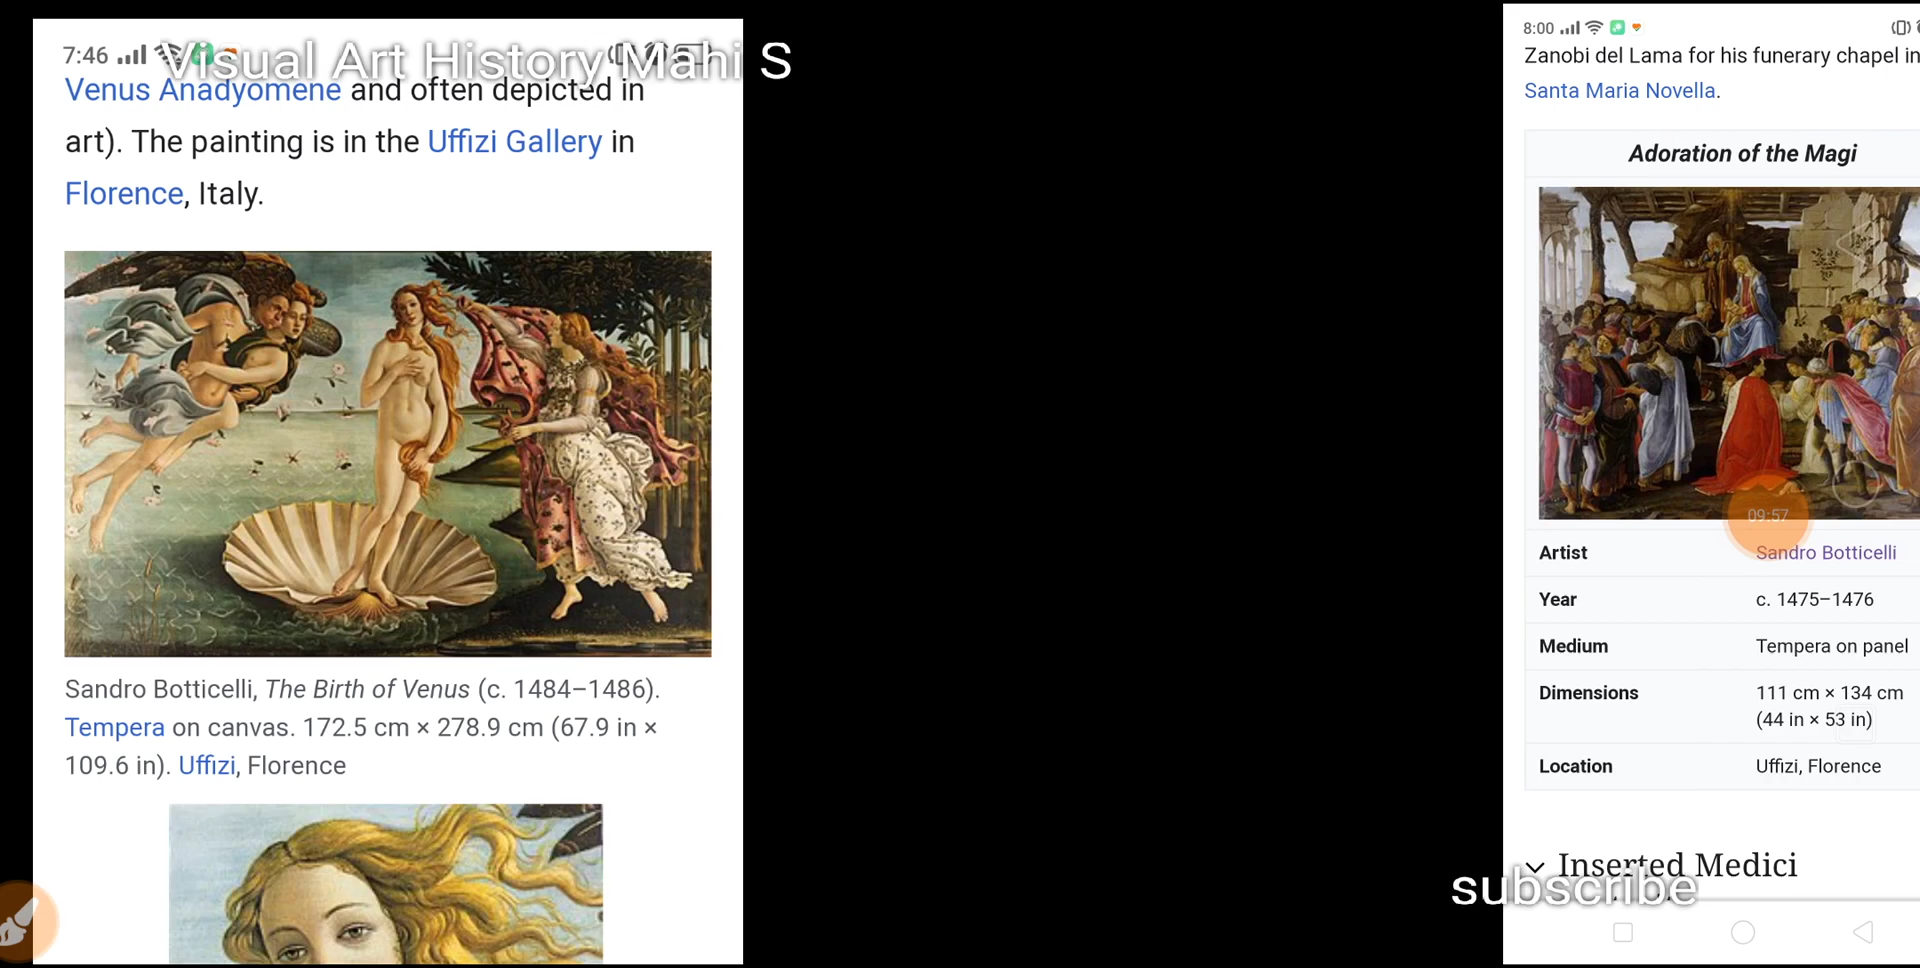 7:46
Visual Art History Mahi S
Venus Anadyomene and often depicted in
art). The painting is in the Uffizi Gallery in
Florence, Italy.
Sandro Botticelli, The Birth of Venus (c. 1484–1486).
Tempera on canvas. 172.5 cm × 278.9 cm (67.9 in ×
109.6 in). Uffizi, Florence
8:00
Zanobi del Lama for his funerary chapel in
Santa Maria Novella.
Adoration of the Magi
09:57
Artist Sandro Botticelli
Year c. 1475–1476
Medium Tempera on panel
Dimensions 111 cm × 134 cm
(44 in × 53 in)
Location Uffizi, Florence
Inserted Medici
subscribe